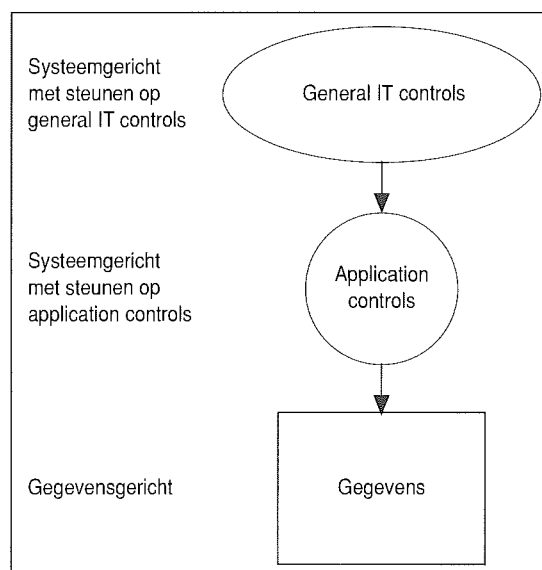 Systeemgericht
met steunen op
general IT controls
General IT controls
Systeemgericht
met steunen op
application controls
Application
controls
Gegevensgericht
Gegevens